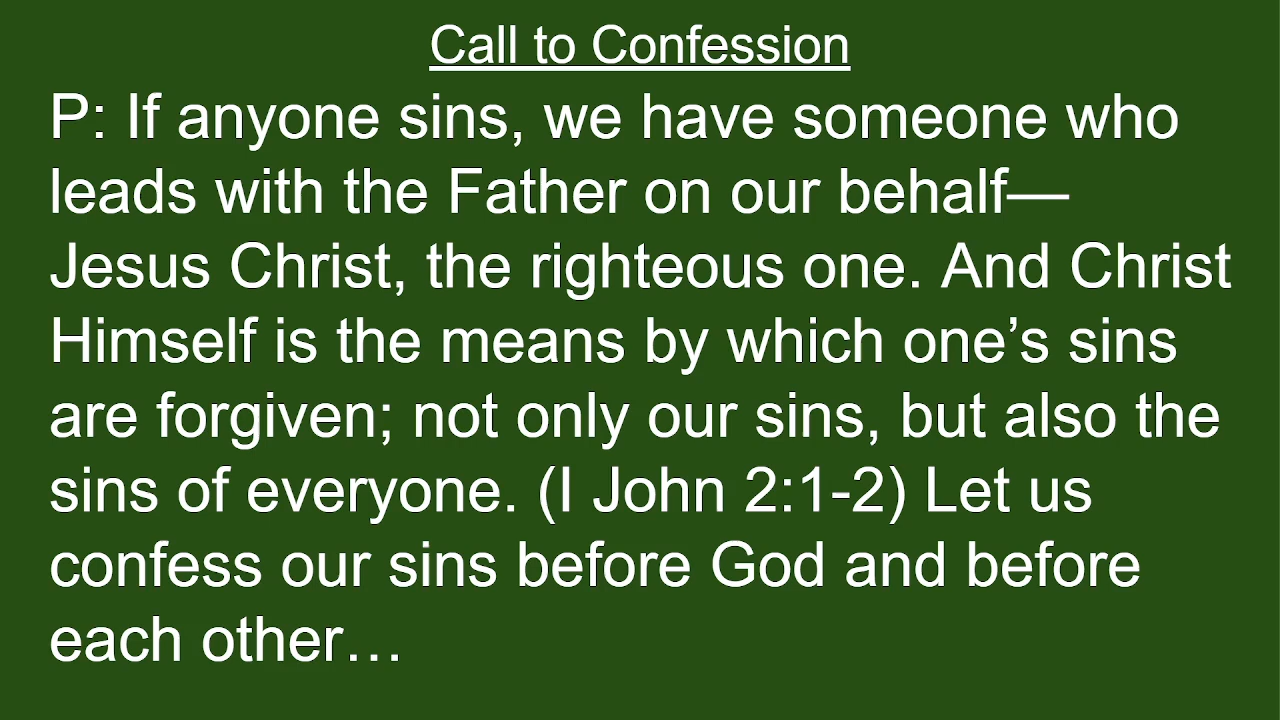 Call to Confession
P: If anyone sins, we have someone who
leads with the Father on our behalf—
Jesus Christ, the righteous one. And Christ
Himself is the means by which one’s sins
are forgiven; not only our sins, but also the
sins of everyone. (I John 2:1-2) Let us
confess our sins before God and before
each other…